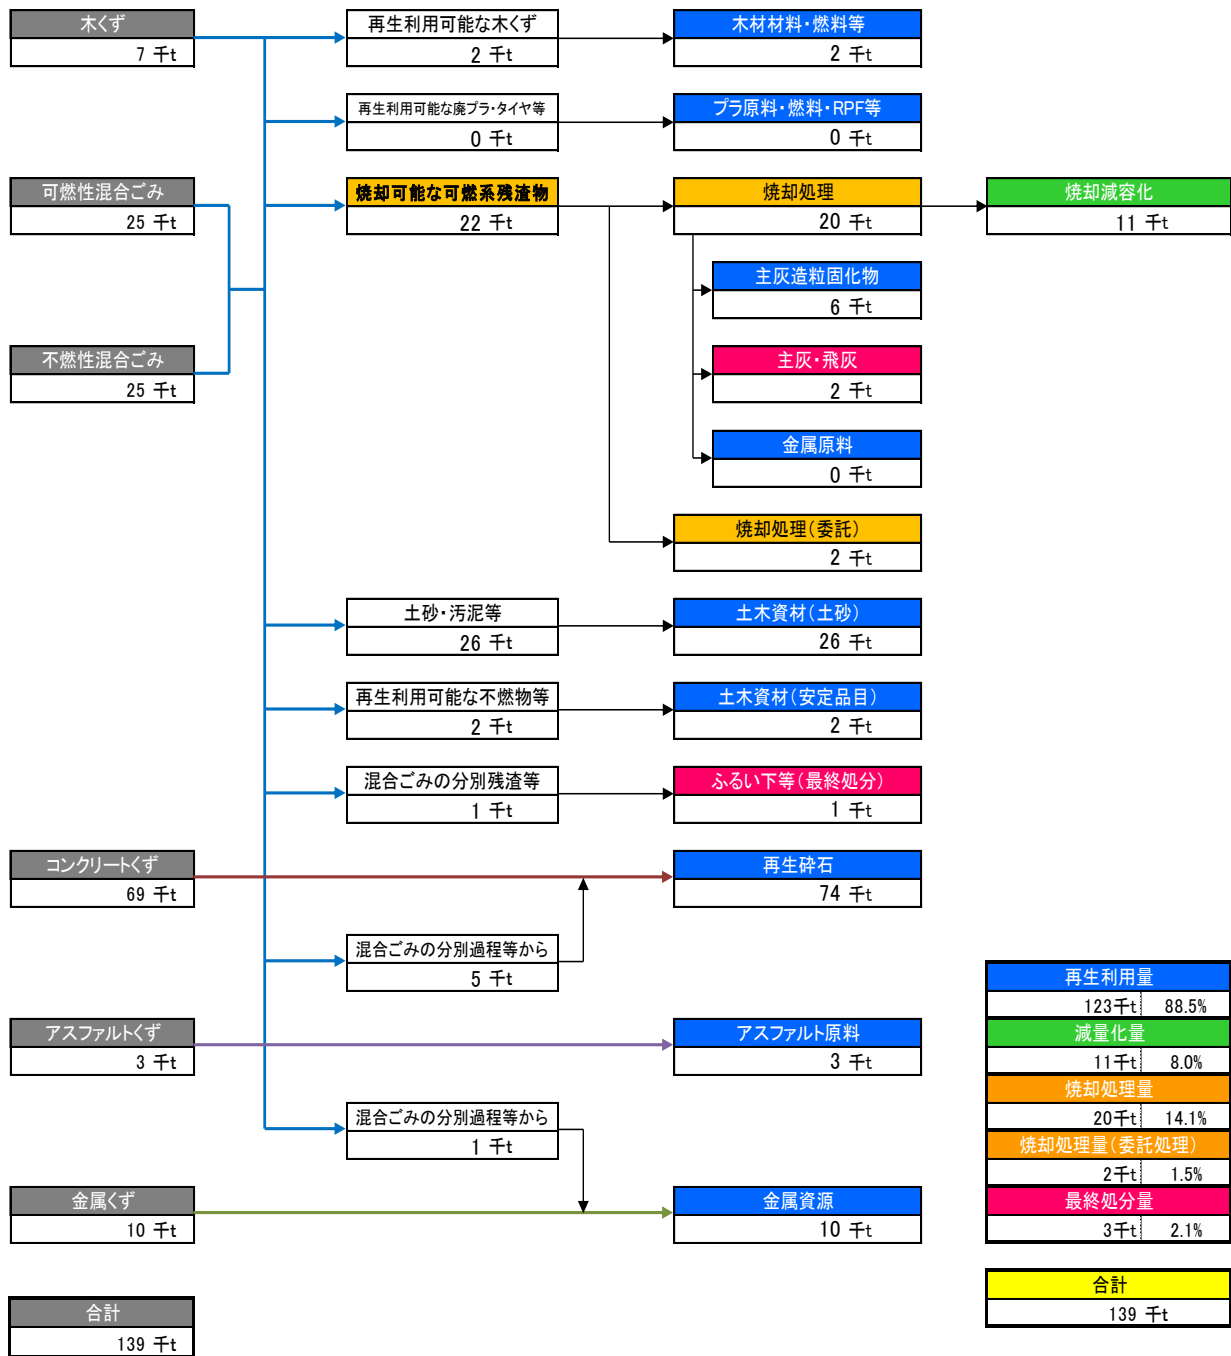 木くず
7 千t
再生利用可能な木くず
2 千t
木材材料・燃料等
2 千t
再生利用可能な廃プラ・タイヤ等
0 千t
プラ原料・燃料・RPF等
0 千t
可燃性混合ごみ
25 千t
焼却可能な可燃系残渣物
22 千t
焼却処理
20 千t
焼却減容化
11 千t
主灰造粒固化物
6 千t
不燃性混合ごみ
25 千t
主灰・飛灰
2 千t
金属原料
0 千t
焼却処理(委託)
2 千t
土砂・汚泥等
26 千t
土木資材(土砂)
26 千t
再生利用可能な不燃物等
2 千t
土木資材(安定品目)
2 千t
混合ごみの分別残渣等
1 千t
ふるい下等(最終処分)
1 千t
コンクリートくず
69 千t
再生砕石
74 千t
混合ごみの分別過程等から
5 千t
アスファルトくず
3 千t
アスファルト原料
3 千t
混合ごみの分別過程等から
1 千t
金属くず
10 千t
金属資源
10 千t
再生利用量
123千t 88.5%
減量化量
11千t 8.0%
焼却処理量
20千t 14.1%
焼却処理量(委託処理)
2千t 1.5%
最終処分量
3千t 2.1%
合計
139 千t
合計
139 千t